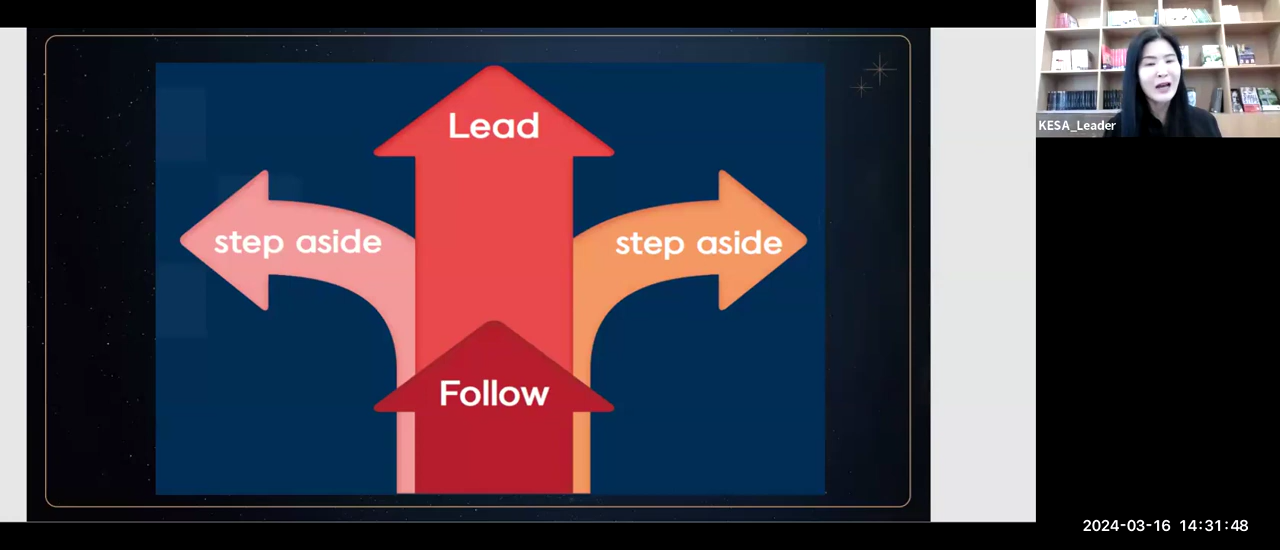 Lead
step aside
step aside
Follow
KESA_Leader
2024-03-16 14:31:48